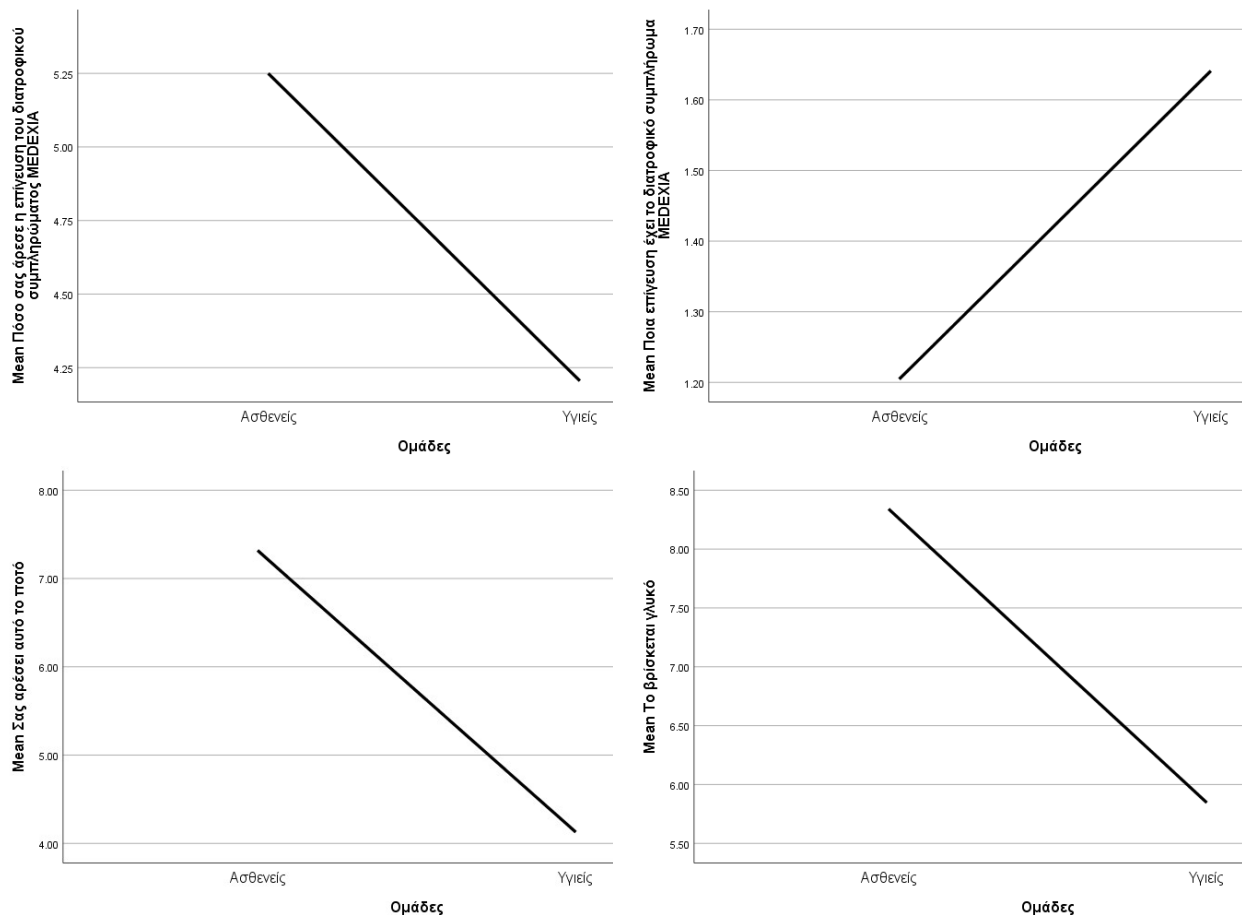 Mean Πόσο σας άρεσε η επίγευση του διατροφικού
συμπληρώματος MEDEXIA
5.25
5.00
4.75
4.50
4.25
Ασθενείς
Υγιείς
Ομάδες
Mean Ποια επίγευση έχει το διατροφικό συμπλήρωμα
MEDEXIA
1.70
1.60
1.50
1.40
1.30
1.20
Ασθενείς
Υγιείς
Ομάδες
Mean Σας αρέσει αυτό το ποτό
8.00
7.00
6.00
5.00
4.00
Ασθενείς
Υγιείς
Ομάδες
Mean Το βρίσκεται γλυκό
8.50
8.00
7.50
7.00
6.50
6.00
5.50
Ασθενείς
Υγιείς
Ομάδες